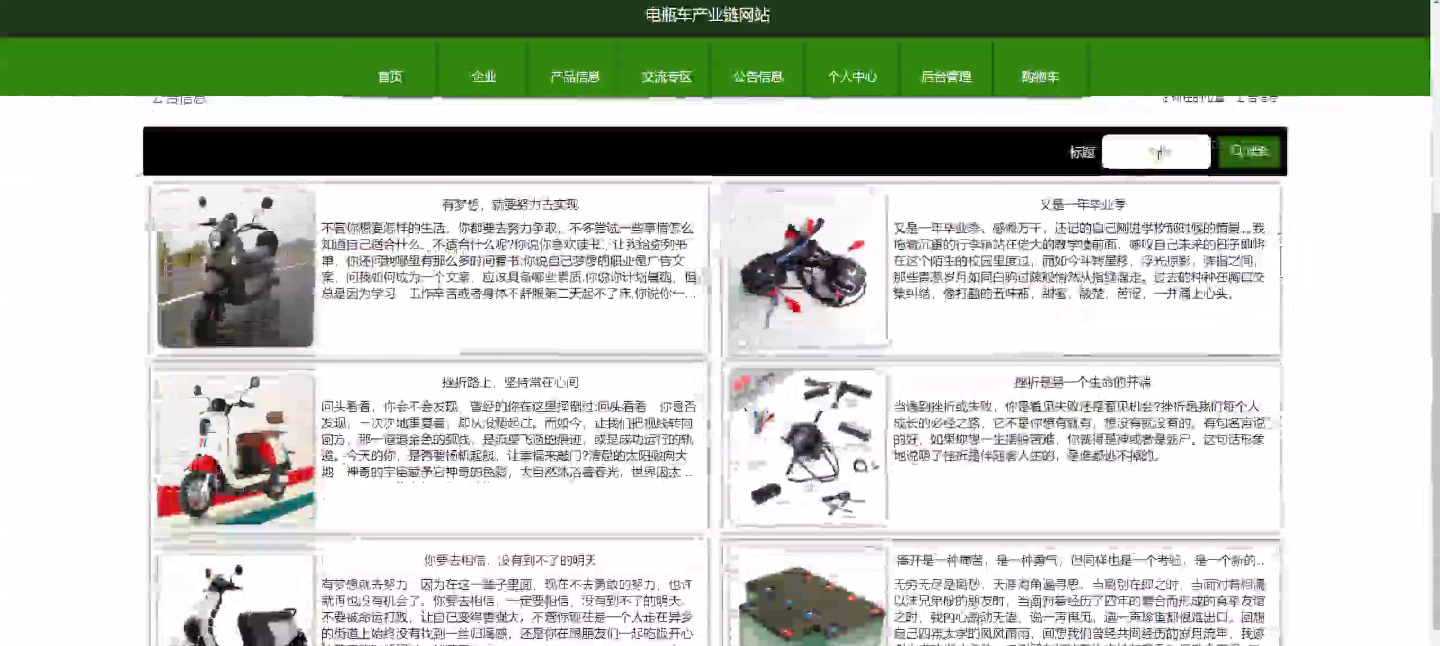 电瓶车产业链网站
首页 企业 产品信息 交流专区 公告信息 个人中心 后台管理 购物车
公告信息
标题
有梦想，就要努力去实现
不管你想要怎样的生活，你都要去努力争取，不多尝试一些事情怎么
知道自己适合什么、不适合什么呢?你说你喜欢读书，让我给你列书
单，你还问我哪里有那么多时间看书;你说自己梦想的职业是广告文
案，问我如何成为一个文案，应该具备哪些素质;你说你计划晨跑，但
总是因为学习、工作辛苦或者身体不舒服第二天起不了床;你说你一...
又是一年毕业季
又是一年毕业季，感慨万千，还记的自己刚进学校那时候的情景，我
拖着沉重的行李箱站在偌大的教学楼前面，
在这个陌生的校园里度过，而如今斗转星移，浮光掠影，弹指之间，
那些青葱岁月如同白驹过隙般悄然从指缝溜走。过去的种种在胸口交
集纠结，像打翻的五味瓶，甜蜜，酸楚，苦涩，一并涌上心头。
挫折路上，坚持常在心间
回头看看，你会不会发现，曾经的你在这里摔倒过;回头看看，你是否
发现，一次次地重复着，却从没爬起过。而如今，让我们把视线转向
前方，那一道道金色的弧线，是流星飞逝的痕迹，或是成功运行的轨
道。今天的你，是否要扬帆起航，让幸福来敲门?清晨的太阳撒向大
地，神奇的宇宙赋予它神奇的色彩，大自然沐浴着春光，世界因太...
挫折是是一个生命的开端
当遇到挫折或失败，你是看见失败还是看见机会?挫折是我们每个人
成长的必经之路，它不是你想有就有，想没有就没有的。有句名言说
的好，如果你想一生摆脱苦难，你就得是神或者是死尸。这句话形象
地说明了挫折是伴随着人生的，是谁都逃不掉的。
你要去相信，没有到不了的明天
有梦想就去努力，因为在这一辈子里面，现在不去勇敢的努力，也许
就再也没有机会了。你要去相信，一定要相信，没有到不了的明天。
不要被命运打败，让自己变得更强大，不管你现在是一个人走在异乡
的街道上始终没有找到一丝归属感，还是你在跟朋友们一起吃饭开心
离开是一种痛苦，是一种勇气，但同样也是一个考验，是一个新的...
无穷无尽是离愁，天涯海角遍寻思。当离别在即之时，当面对着相濡
以沫兄弟般的朋友时，当面对着经历了四年的磨合而形成的真挚友谊
之时，我内心激动无语，说一声再见，道一声珍重都很难出口。回想
自己四年大学的风风雨雨，回想我们曾经共同经历的岁月流年，我感